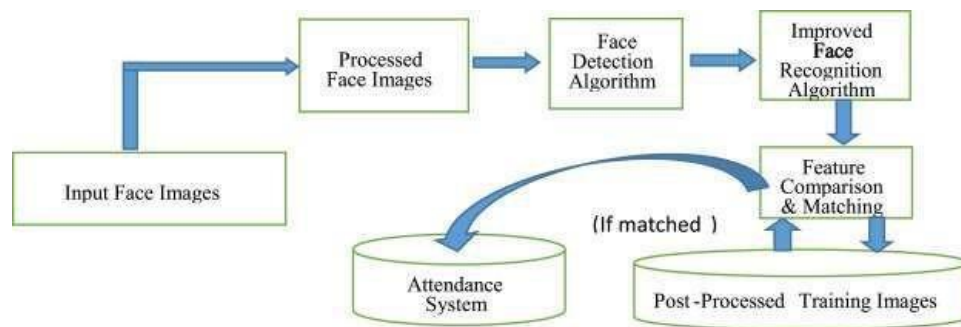 Input Face Images
Processed
Face Images
Face
Detection
Algorithm
Improved
Face
Recognition
Algorithm
Feature
Comparison
& Matching
(If matched )
Attendance
System
Post-Processed Training Images